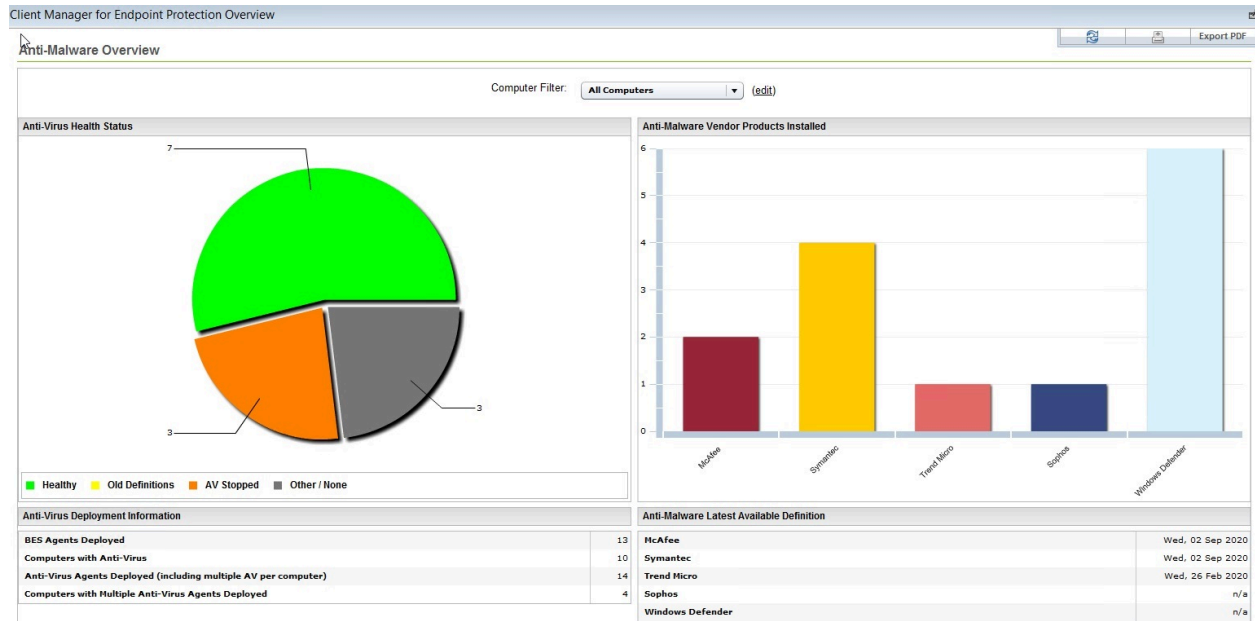 Client Manager for Endpoint Protection Overview
Export PDF
Anti-Malware Overview
Computer Filter: All Computers (edit)
Anti-Virus Health Status
7
3
3
Healthy Old Definitions AV Stopped Other / None
Anti-Malware Vendor Products Installed
6
5
4
3
2
1
0
McAfee
Symantec
Trend Micro
Sophos
Windows Defender
Anti-Virus Deployment Information
BES Agents Deployed 13
Computers with Anti-Virus 10
Anti-Virus Agents Deployed (including multiple AV per computer) 14
Computers with Multiple Anti-Virus Agents Deployed 4
Anti-Malware Latest Available Definition
McAfee Wed, 02 Sep 2020
Symantec Wed, 02 Sep 2020
Trend Micro Wed, 26 Feb 2020
Sophos n/a
Windows Defender n/a